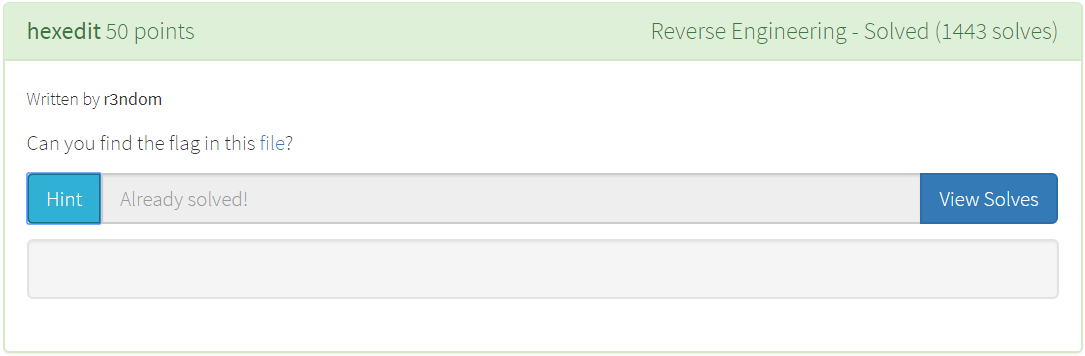 hexedit 50 points Reverse Engineering - Solved (1443 solves)
Written by r3ndom
Can you find the flag in this file?
Hint Already solved! View Solves